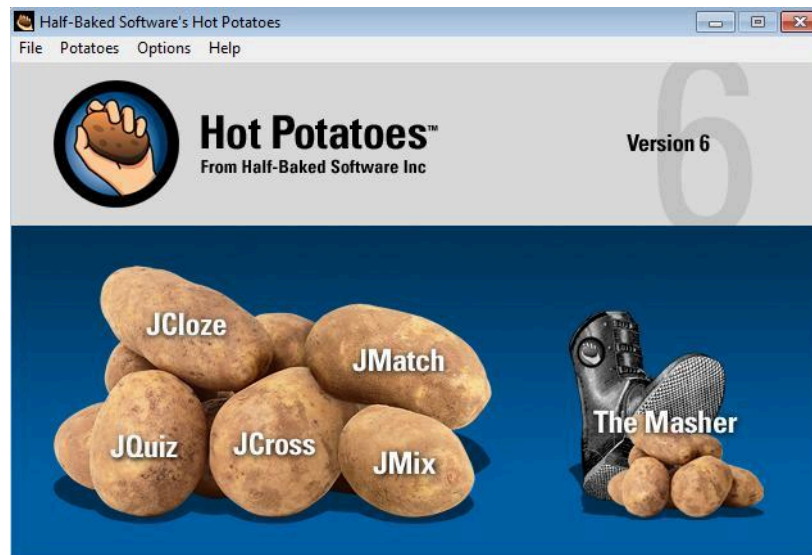 Half-Baked Software's Hot Potatoes
File Potatoes Options Help
6
Hot Potatoes™
From Half-Baked Software Inc
Version 6
JCloze
JMatch
JQuiz
JCross
JMix
The Masher